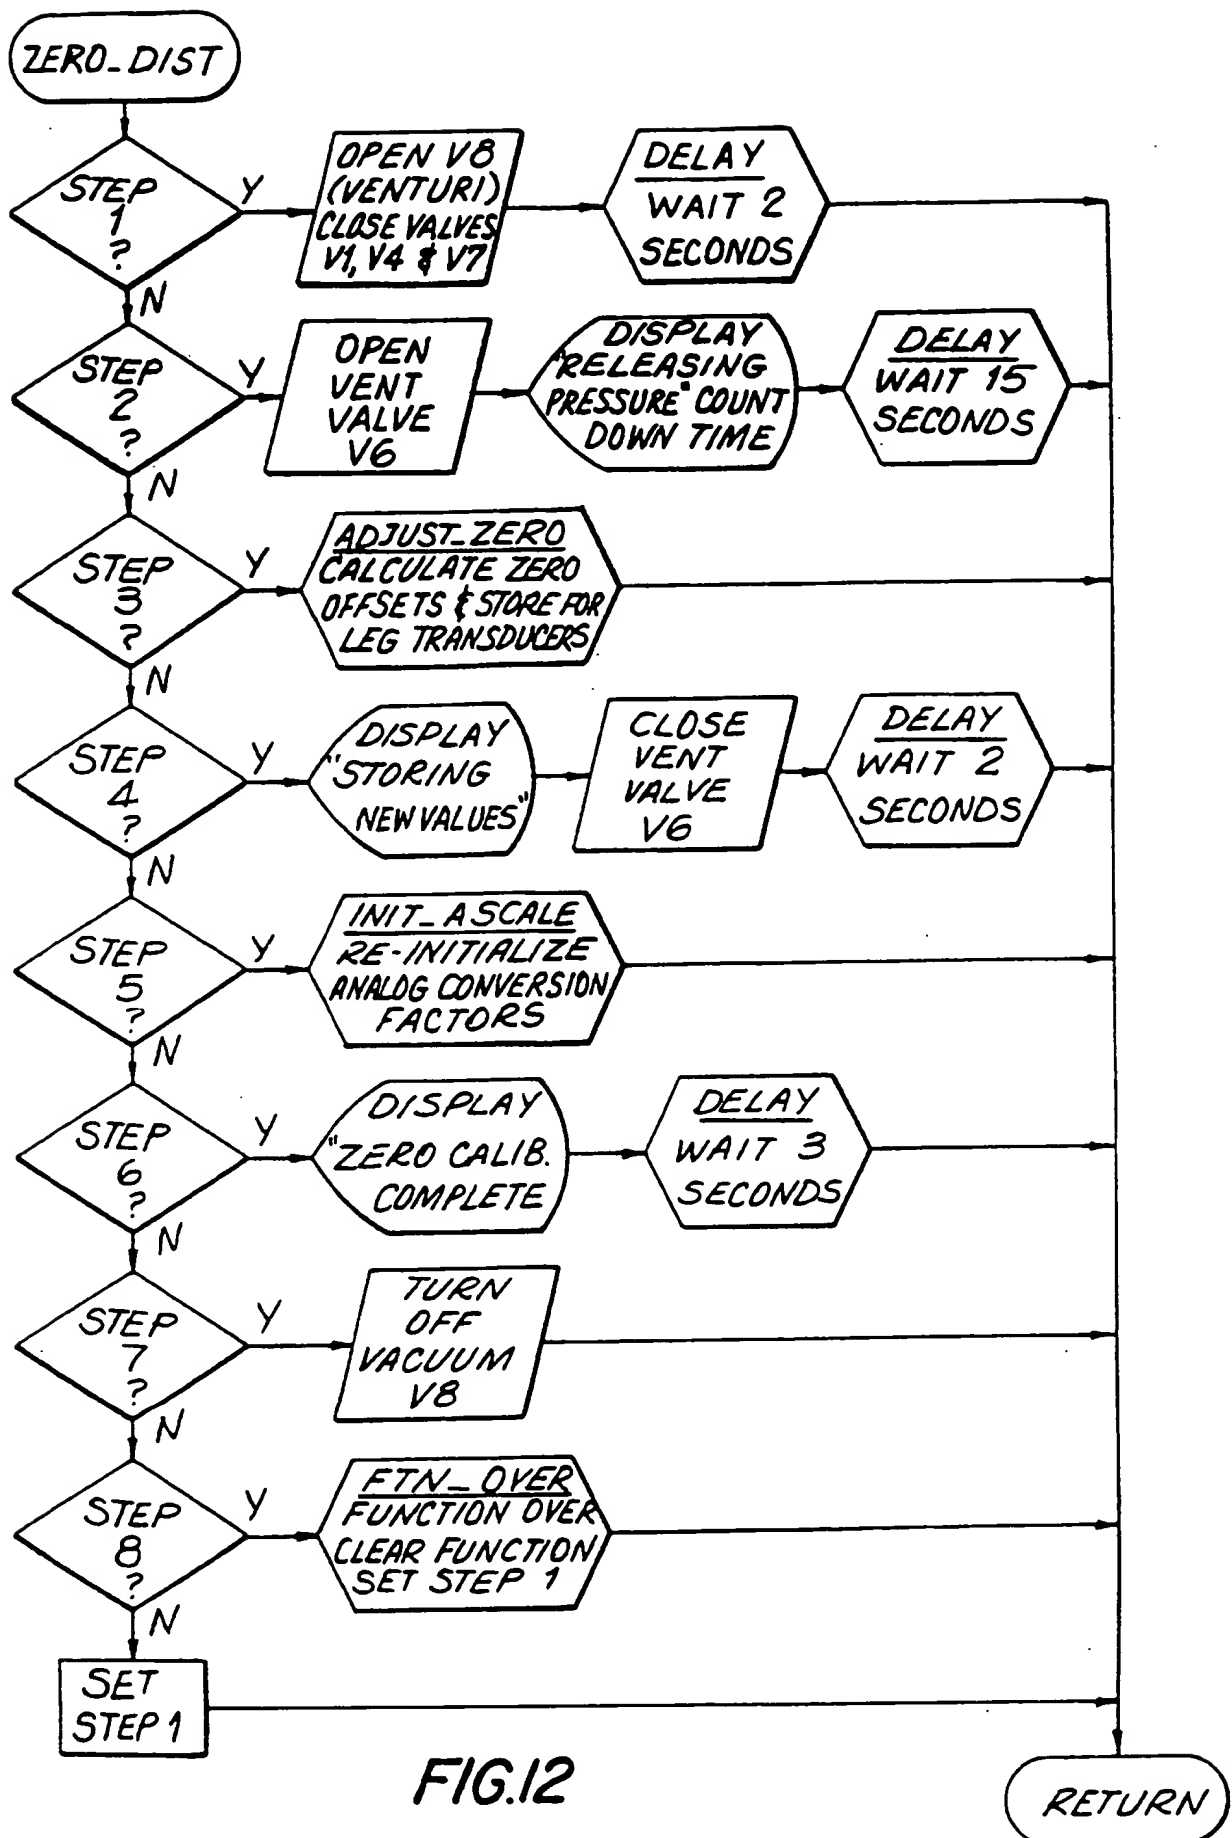 ZERO_DIST
STEP
1
?
Y
OPEN V8
(VENTURI)
CLOSE VALVES
V1, V4 & V7
DELAY
WAIT 2
SECONDS
N
STEP
2
?
Y
OPEN
VENT
VALVE
V6
DISPLAY
"RELEASING
PRESSURE" COUNT
DOWN TIME
DELAY
WAIT 15
SECONDS
N
STEP
3
?
Y
ADJUST_ZERO
CALCULATE ZERO
OFFSETS & STORE FOR
LEG TRANSDUCERS
N
STEP
4
?
Y
DISPLAY
"STORING
NEW VALUES"
CLOSE
VENT
VALVE
V6
DELAY
WAIT 2
SECONDS
N
STEP
5
?
Y
INIT_ASCALE
RE-INITIALIZE
ANALOG CONVERSION
FACTORS
N
STEP
6
?
Y
DISPLAY
"ZERO CALIB.
COMPLETE
DELAY
WAIT 3
SECONDS
N
STEP
7
?
Y
TURN
OFF
VACUUM
V8
N
STEP
8
?
Y
FTN_OVER
FUNCTION OVER
CLEAR FUNCTION
SET STEP 1
N
SET
STEP 1
FIG.12
RETURN